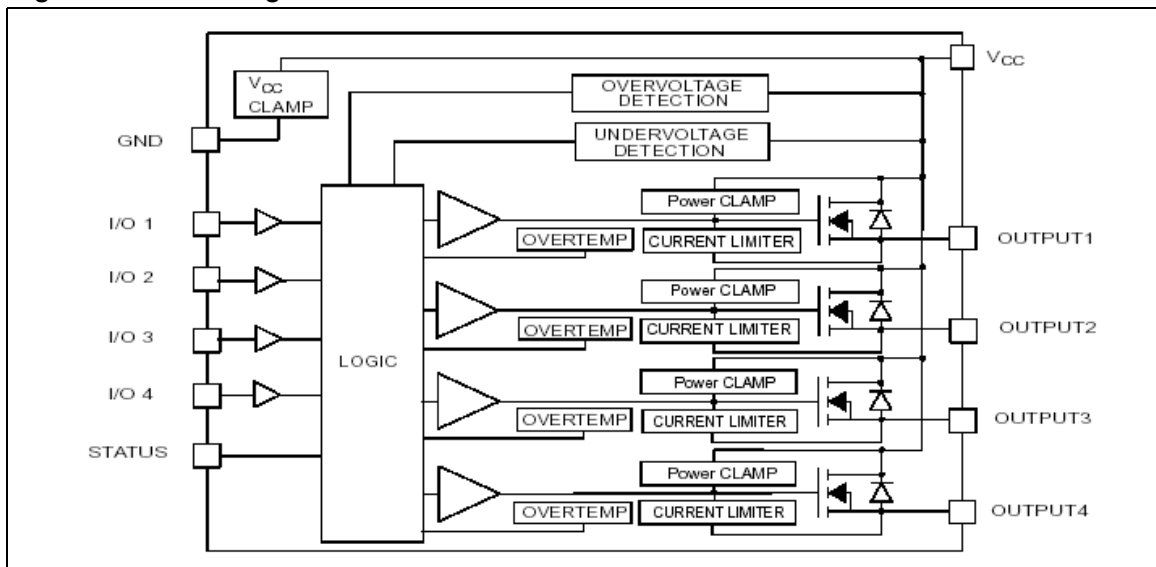 VCC
VCC
CLAMP
OVERVOLTAGE
DETECTION
GND
UNDERVOLTAGE
DETECTION
I/O 1
Power CLAMP
OVERTEMP
CURRENT LIMITER
OUTPUT1
I/O 2
Power CLAMP
OVERTEMP
CURRENT LIMITER
OUTPUT2
I/O 3
LOGIC
I/O 4
Power CLAMP
OVERTEMP
CURRENT LIMITER
OUTPUT3
STATUS
Power CLAMP
OVERTEMP
CURRENT LIMITER
OUTPUT4